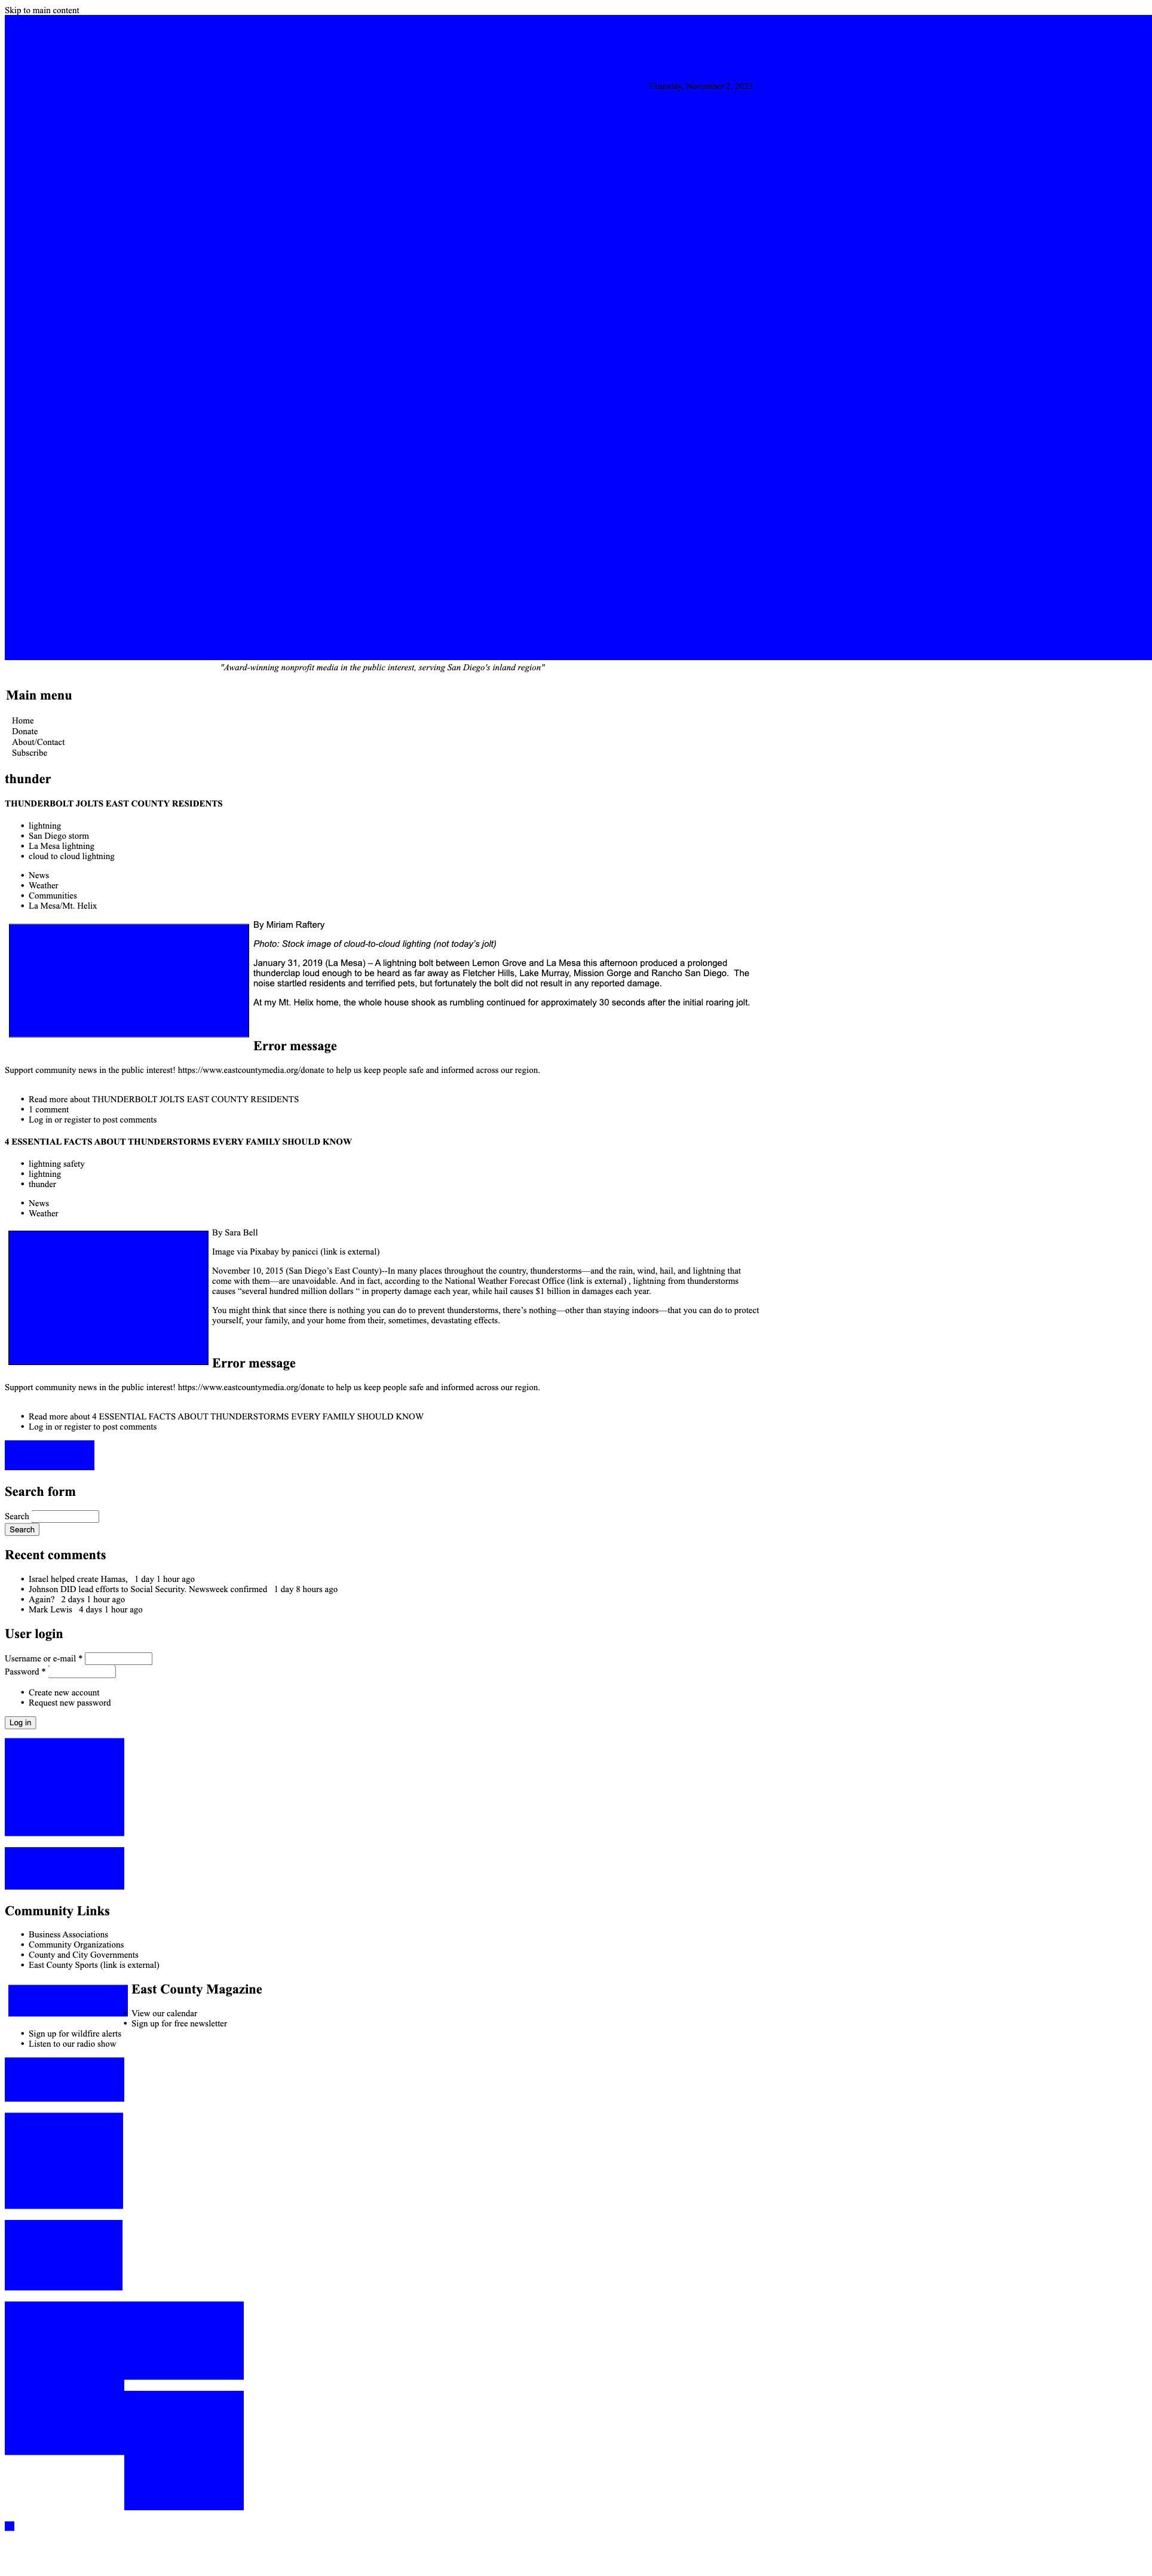 Skip to main content
Thursday, November 2, 2023
"Award-winning nonprofit media in the public interest, serving San Diego's inland region"
Main menu
Home
Donate
About/Contact
Subscribe
thunder
THUNDERBOLT JOLTS EAST COUNTY RESIDENTS
lightning
San Diego storm
La Mesa lightning
cloud to cloud lightning
News
Weather
Communities
La Mesa/Mt. Helix
By Miriam Raftery
Photo: Stock image of cloud-to-cloud lighting (not today’s jolt)
January 31, 2019 (La Mesa) – A lightning bolt between Lemon Grove and La Mesa this afternoon produced a prolonged
thunderclap loud enough to be heard as far away as Fletcher Hills, Lake Murray, Mission Gorge and Rancho San Diego.  The
noise startled residents and terrified pets, but fortunately the bolt did not result in any reported damage.
At my Mt. Helix home, the whole house shook as rumbling continued for approximately 30 seconds after the initial roaring jolt.
Error message
Support community news in the public interest! https://www.eastcountymedia.org/donate to help us keep people safe and informed across our region.
Read more about THUNDERBOLT JOLTS EAST COUNTY RESIDENTS
1 comment
Log in or register to post comments
4 ESSENTIAL FACTS ABOUT THUNDERSTORMS EVERY FAMILY SHOULD KNOW
lightning safety
lightning
thunder
News
Weather
By Sara Bell
Image via Pixabay by panicci (link is external)
November 10, 2015 (San Diego’s East County)--In many places throughout the country, thunderstorms—and the rain, wind, hail, and lightning that
come with them—are unavoidable. And in fact, according to the National Weather Forecast Office (link is external) , lightning from thunderstorms
causes “several hundred million dollars “ in property damage each year, while hail causes $1 billion in damages each year.
You might think that since there is nothing you can do to prevent thunderstorms, there’s nothing—other than staying indoors—that you can do to protect
yourself, your family, and your home from their, sometimes, devastating effects.
Error message
Support community news in the public interest! https://www.eastcountymedia.org/donate to help us keep people safe and informed across our region.
Read more about 4 ESSENTIAL FACTS ABOUT THUNDERSTORMS EVERY FAMILY SHOULD KNOW
Log in or register to post comments
Search form
Search
Search
Recent comments
Israel helped create Hamas,   1 day 1 hour ago
Johnson DID lead efforts to Social Security. Newsweek confirmed   1 day 8 hours ago
Again?   2 days 1 hour ago
Mark Lewis   4 days 1 hour ago
User login
Username or e-mail *
Password *
Create new account
Request new password
Log in
Community Links
Business Associations
Community Organizations
County and City Governments
East County Sports (link is external)
East County Magazine
View our calendar
Sign up for free newsletter
Sign up for wildfire alerts
Listen to our radio show